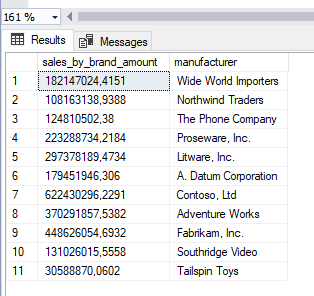 161 %
Results Messages
sales_by_brand_amount manufacturer
1 182147024,4151 Wide World Importers
2 108163138,9388 Northwind Traders
3 124810502,38 The Phone Company
4 223288734,2184 Proseware, Inc.
5 297378189,4734 Litware, Inc.
6 179451946,306 A. Datum Corporation
7 622430296,2291 Contoso, Ltd
8 370291857,5382 Adventure Works
9 448626054,6932 Fabrikam, Inc.
10 131026015,5558 Southridge Video
11 30588870,0602 Tailspin Toys